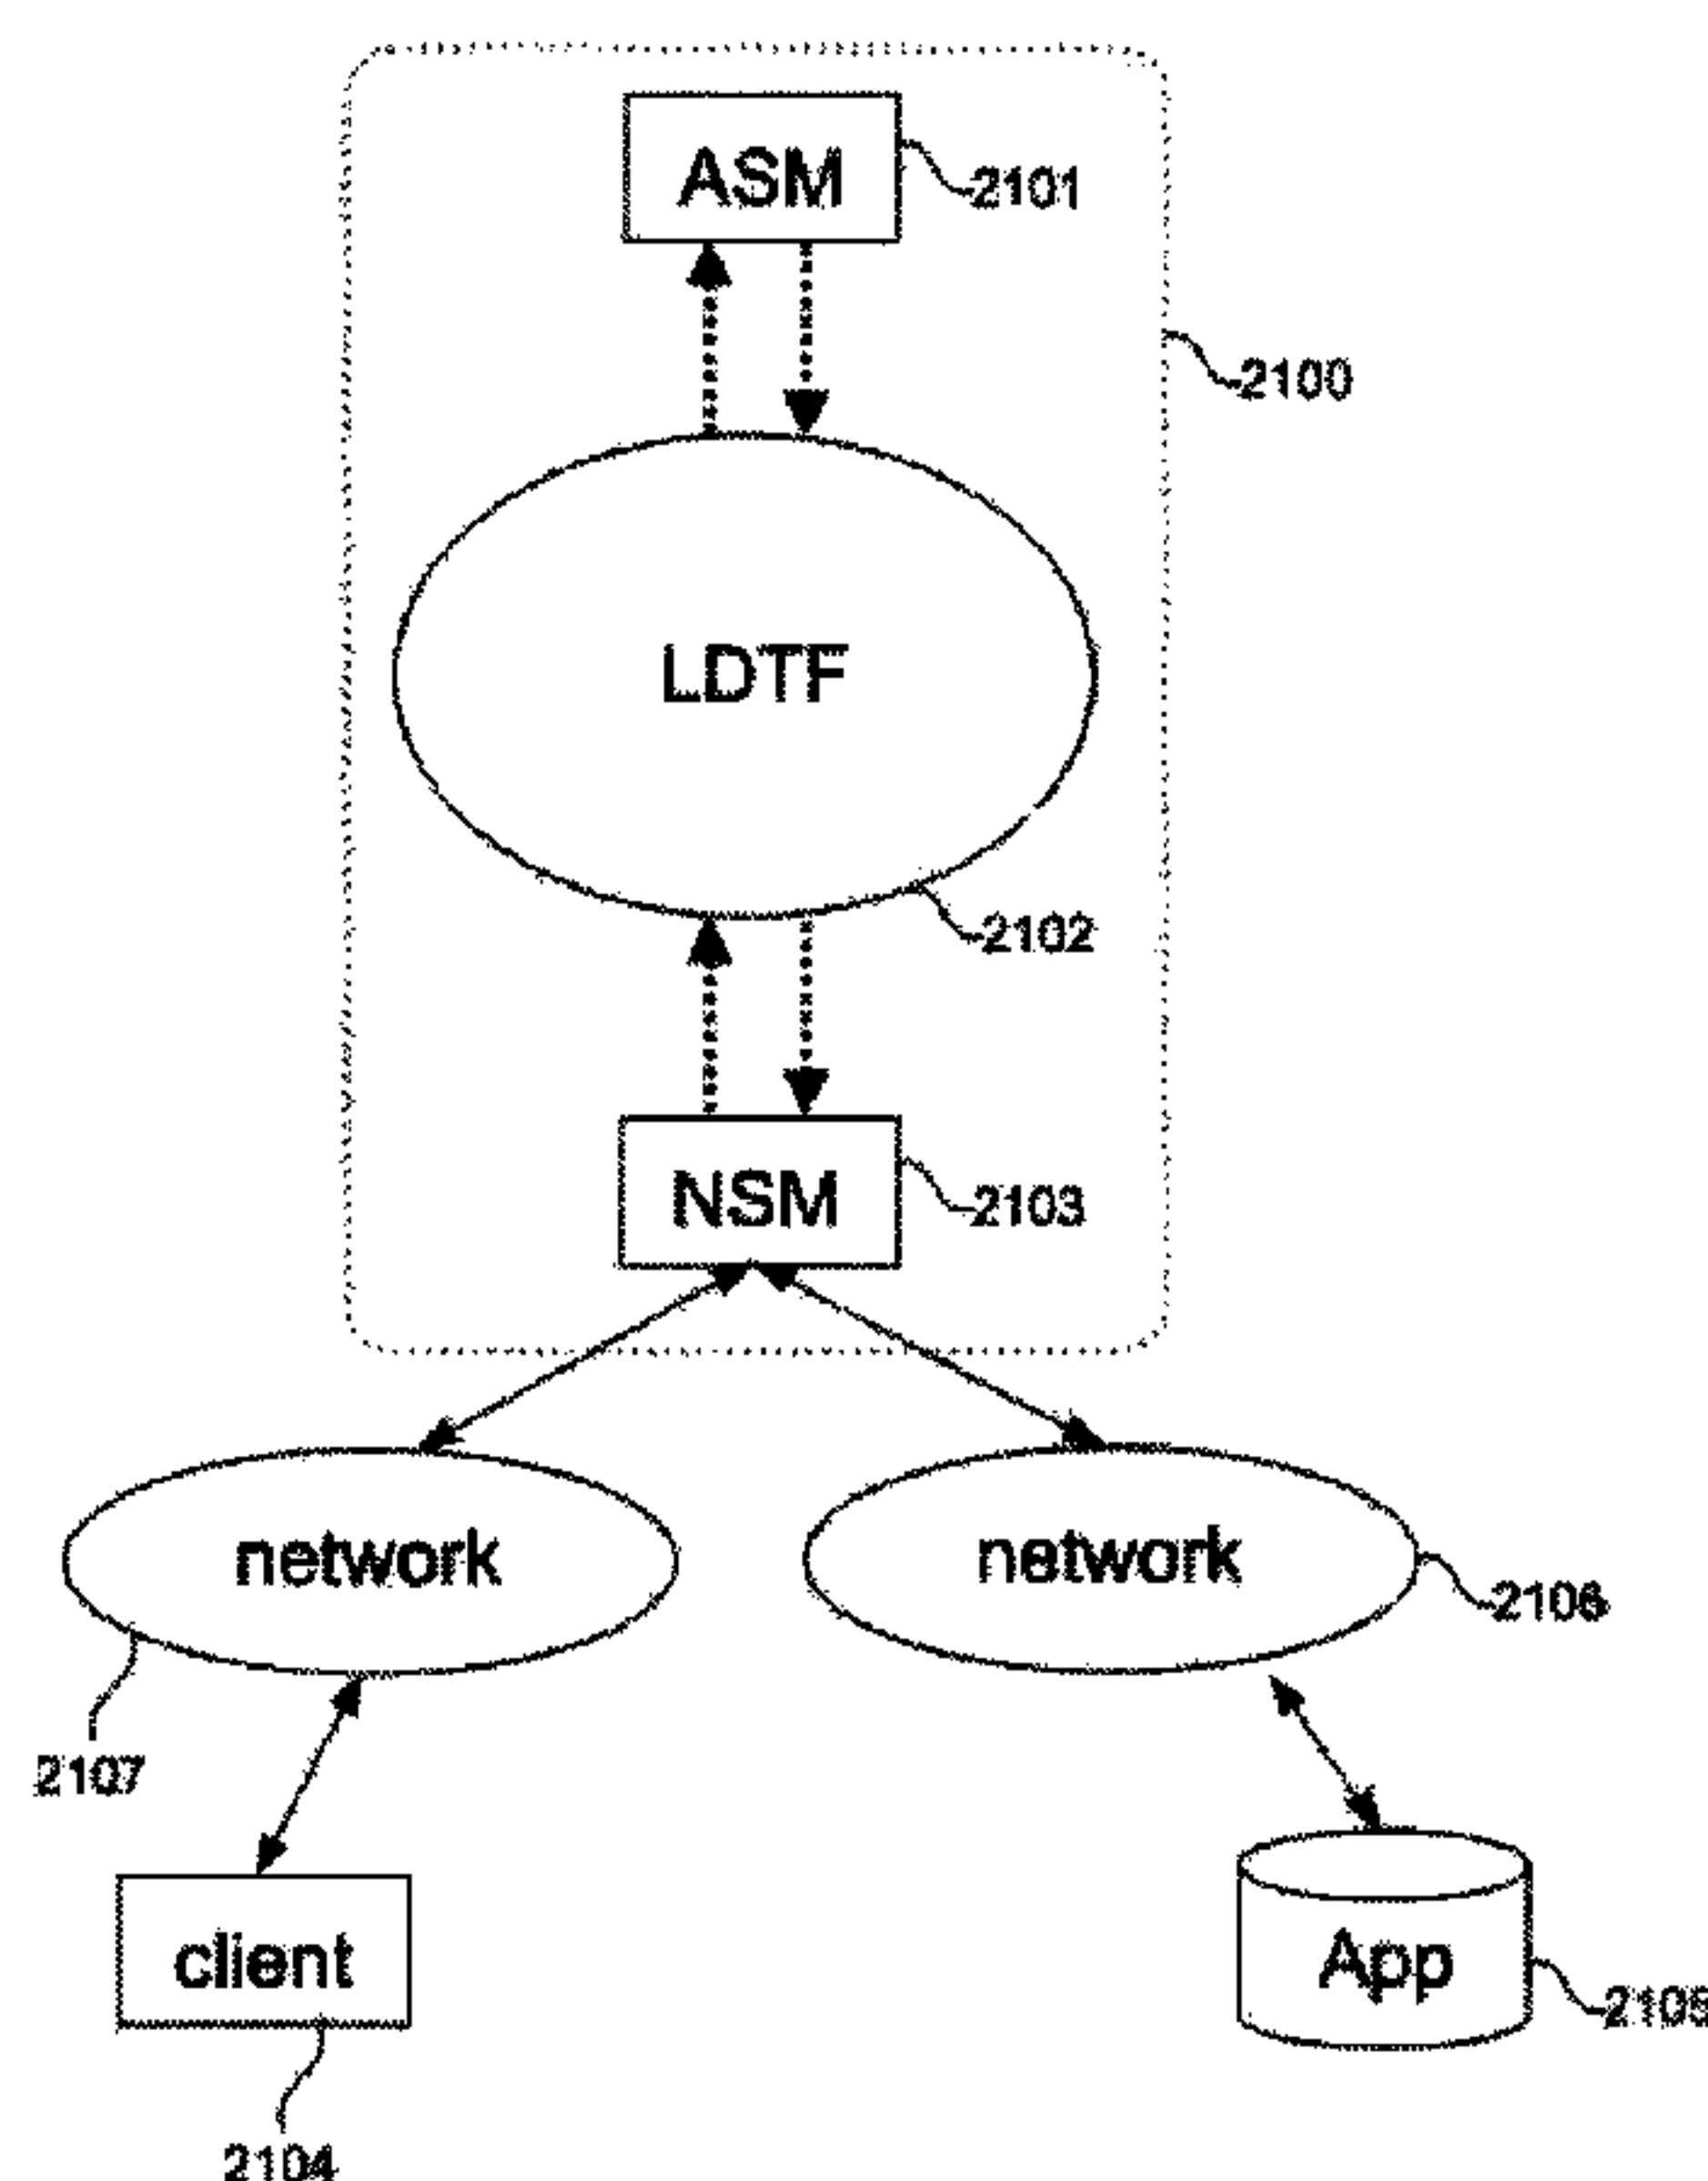 ASM
2101
2100
LDTF
2102
NSM
2103
network
network
2106
2107
client
App
2105
2104